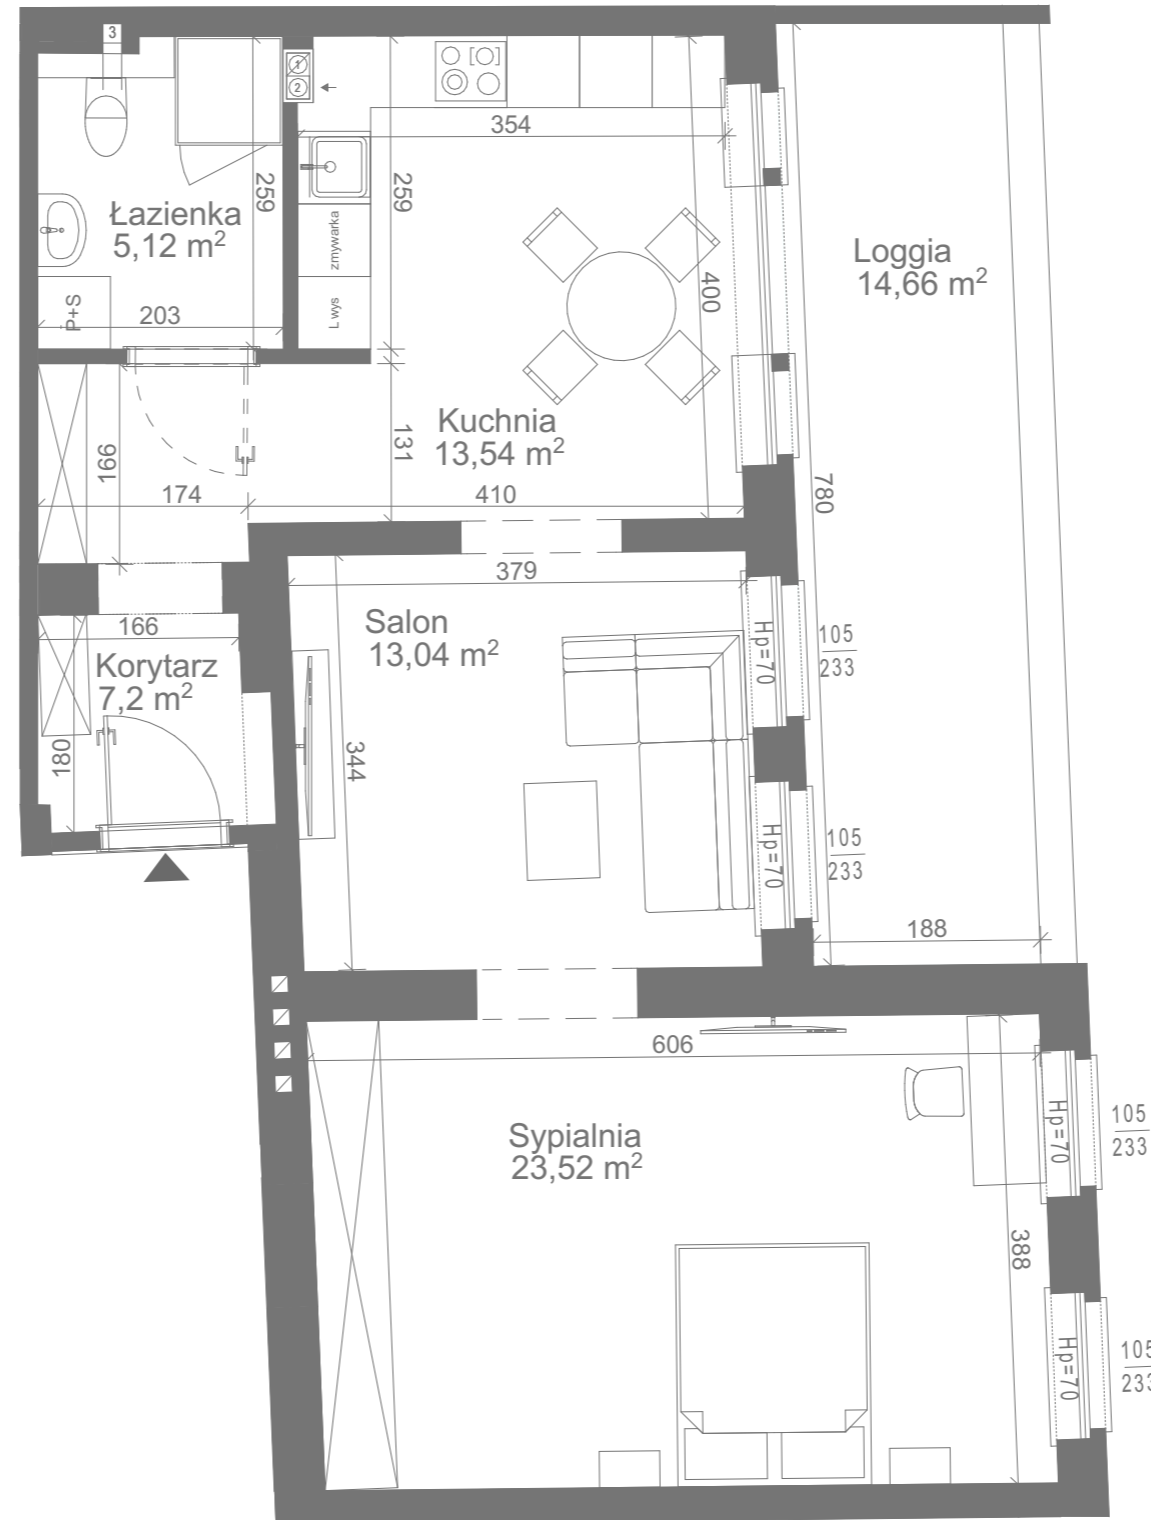 3
1
2
354
259
259
Łazienka
5,12 m²
zmywarka
L wys
P+S
203
400
Loggia
14,66 m²
Kuchnia
13,54 m²
131
166
174
410
780
379
166
Salon
13,04 m²
Korytarz
7,2 m²
180
344
Hp=70
105
233
Hp=70
105
233
188
606
Sypialnia
23,52 m²
Hp=70
105
233
388
Hp=70
105
233